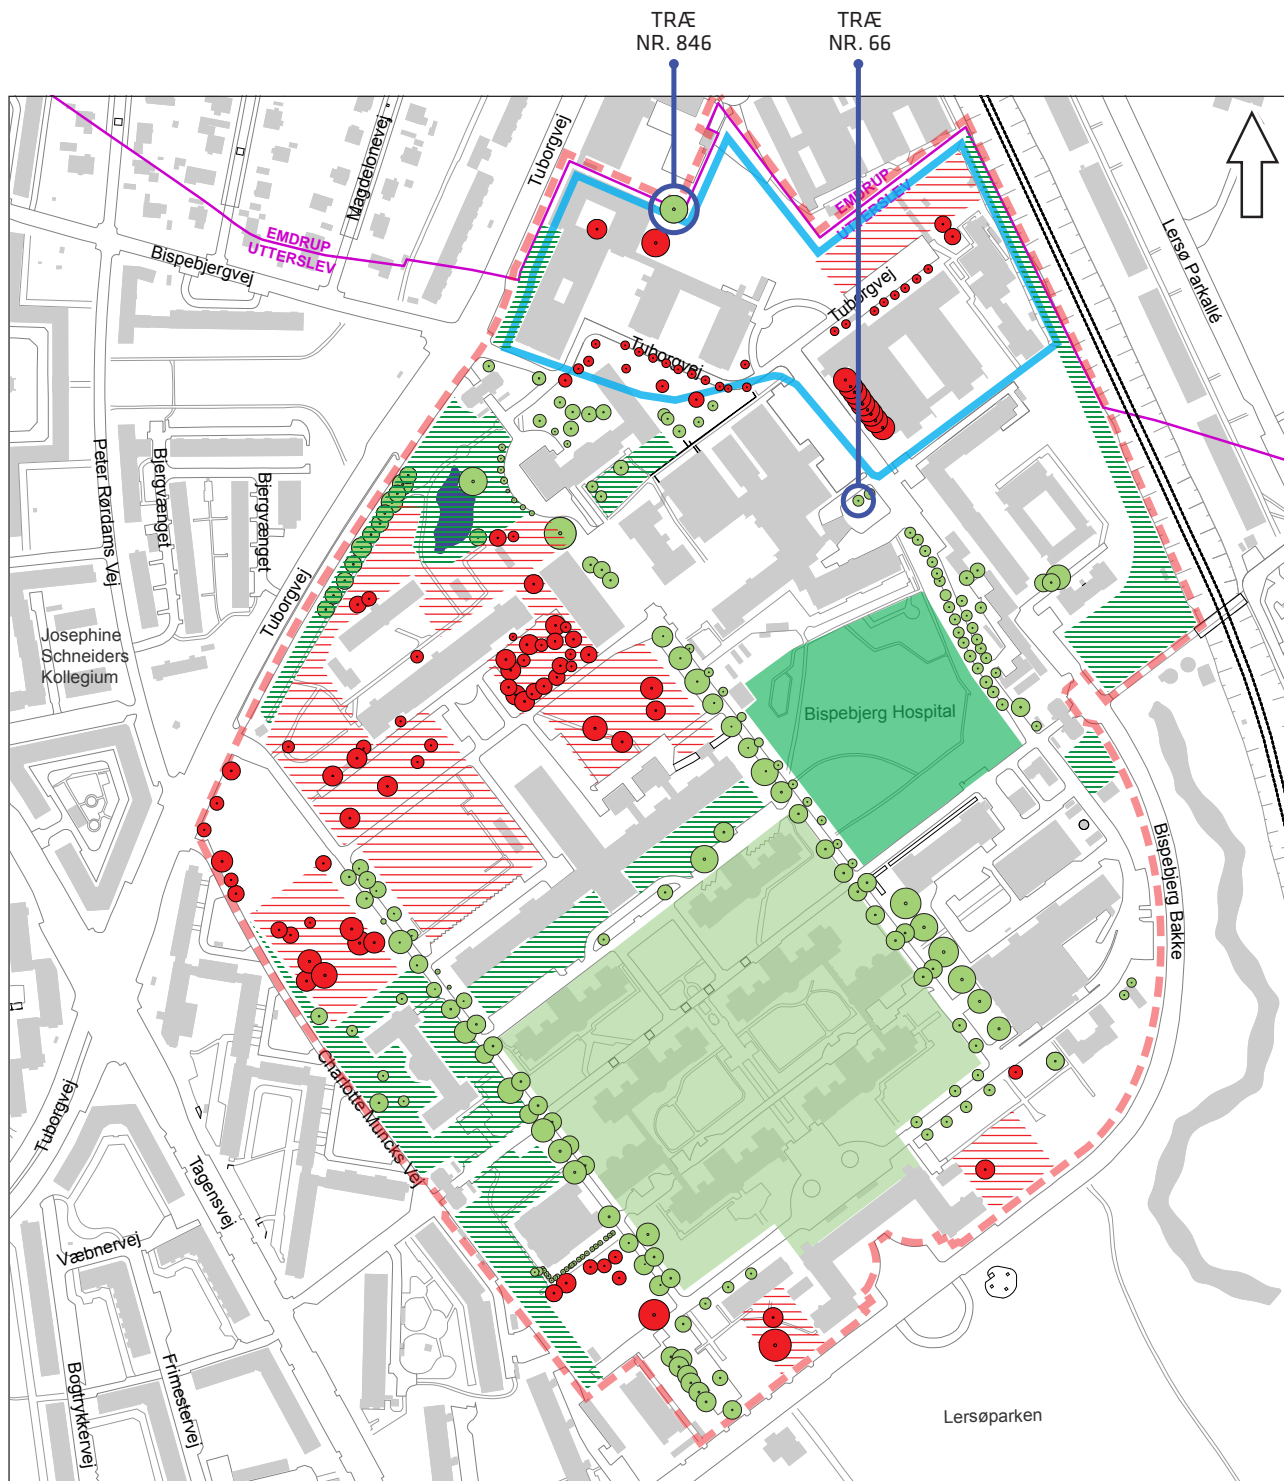 TRÆ
NR. 846
TRÆ
NR. 66
Tuborgvej
Magdelonevej
EMDRUP
UTTERSLEV
Bispebjergvej
EMDRUP
UTTERSLEV
Lersø Parkallé
Tuborgvej
Tuborgvej
Peter Rørdams Vej
Bjergvænget
Bjergvænget
Tuborgvej
Josephine
Schneiders
Kollegium
Bispebjerg Hospital
Bispebjerg Bakke
Charlotte Muncks Vej
Tuborgvej
Tagensvej
Væbnervej
Bogtrykkervej
Frimestervej
Lersøparken